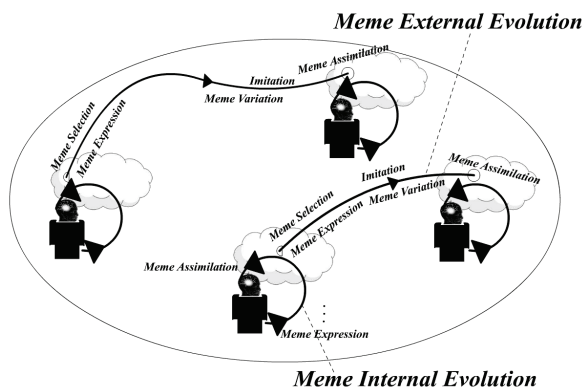 Meme External Evolution
Meme Assimilation
Imitation
Meme Variation
Meme Selection
Meme Expression
Meme Assimilation
Imitation
Meme Variation
Meme Selection
Meme Expression
Meme Assimilation
Meme Expression
Meme Internal Evolution